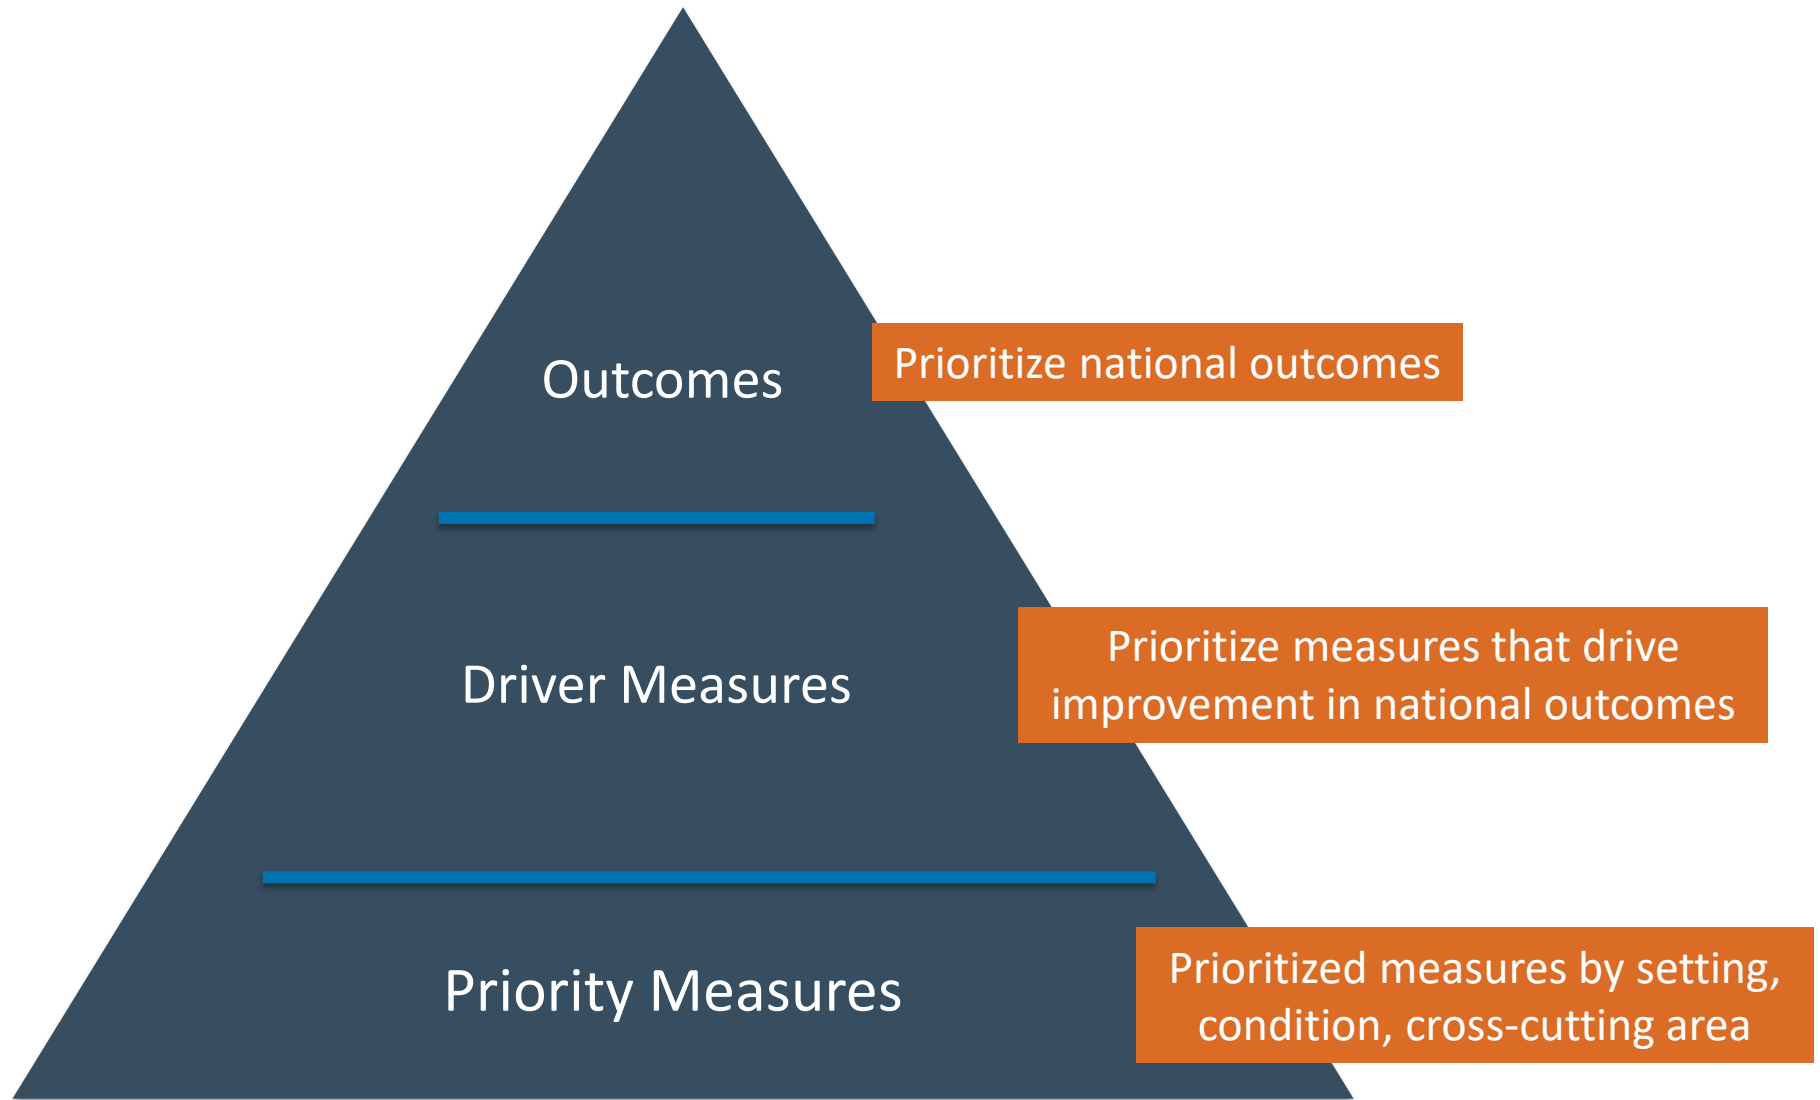 Outcomes
Prioritize national outcomes
Driver Measures
Prioritize measures that drive
improvement in national outcomes
Priority Measures
Prioritized measures by setting,
condition, cross-cutting area